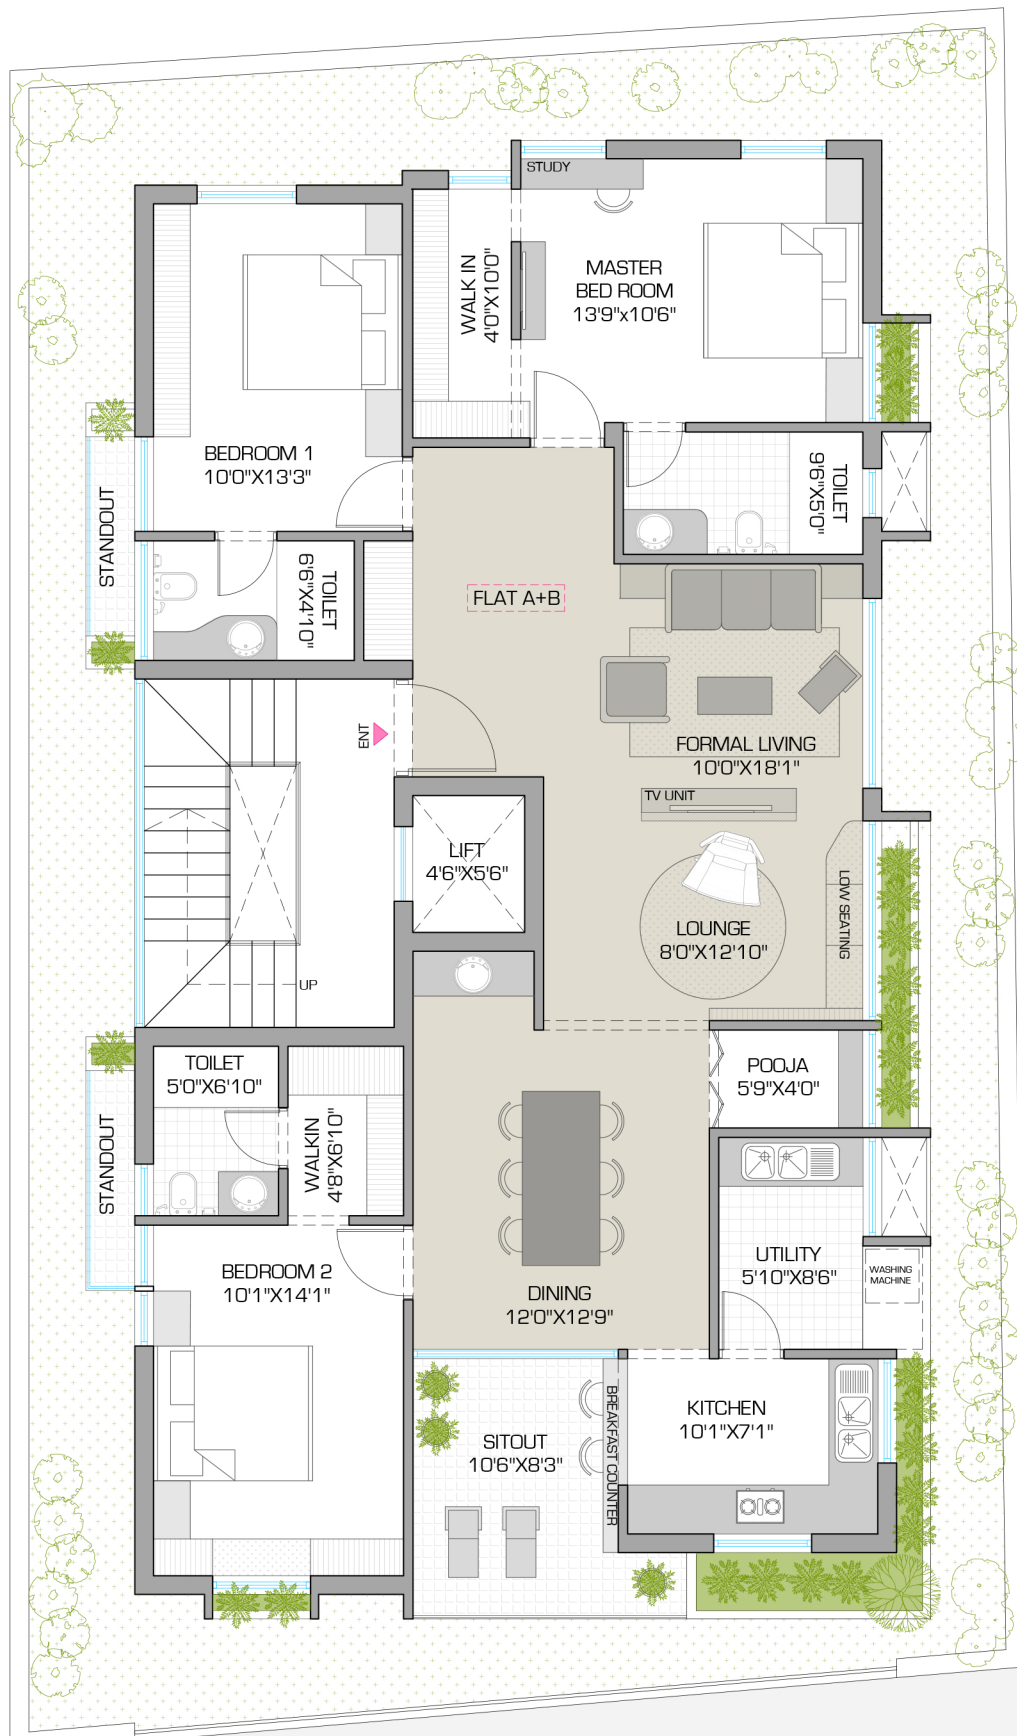 STUDY
WALK IN
4'0"X10'0"
MASTER
BED ROOM
13'9"x10'6"
BEDROOM 1
10'0"X13'3"
TOILET
9'6"X5'0"
STANDOUT
TOILET
6'6"X4'10"
FLAT A+B
ENT
FORMAL LIVING
10'0"X18'1"
TV UNIT
LIFT
4'6"X5'6"
LOW SEATING
LOUNGE
8'0"X12'10"
UP
TOILET
5'0"X6'10"
POOJA
5'9"X4'0"
STANDOUT
WALKIN
4'8"X6'10"
BEDROOM 2
10'1"X14'1"
UTILITY
5'10"X8'6"
WASHING
MACHINE
DINING
12'0"X12'9"
BREAKFAST COUNTER
KITCHEN
10'1"X7'1"
SITOUT
10'6"X8'3"